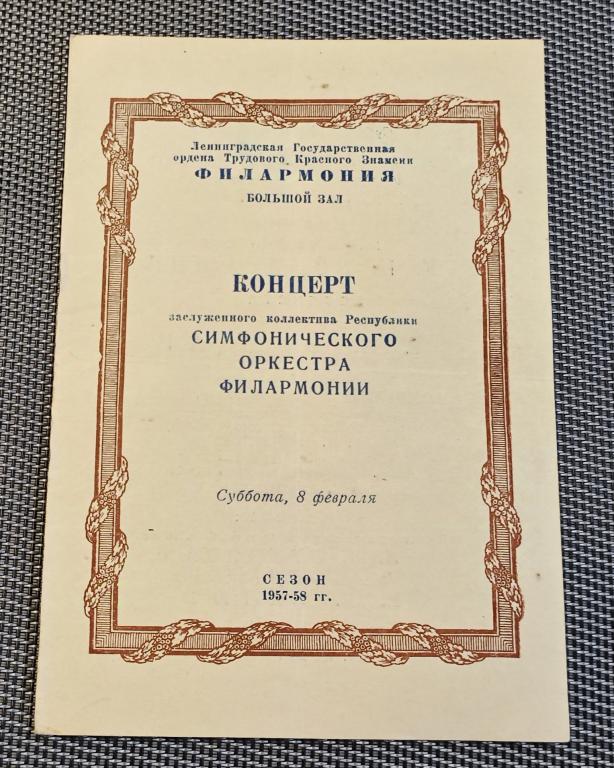 Ленинградская Государственная
ордена Трудового Красного Знамени
ФИЛАРМОНИЯ
БОЛЬШОЙ ЗАЛ
КОНЦЕРТ
заслуженного коллектива Республики
СИМФОНИЧЕСКОГО
ОРКЕСТРА
ФИЛАРМОНИИ
Суббота, 8 февраля
СЕЗОН
1957-58 гг.